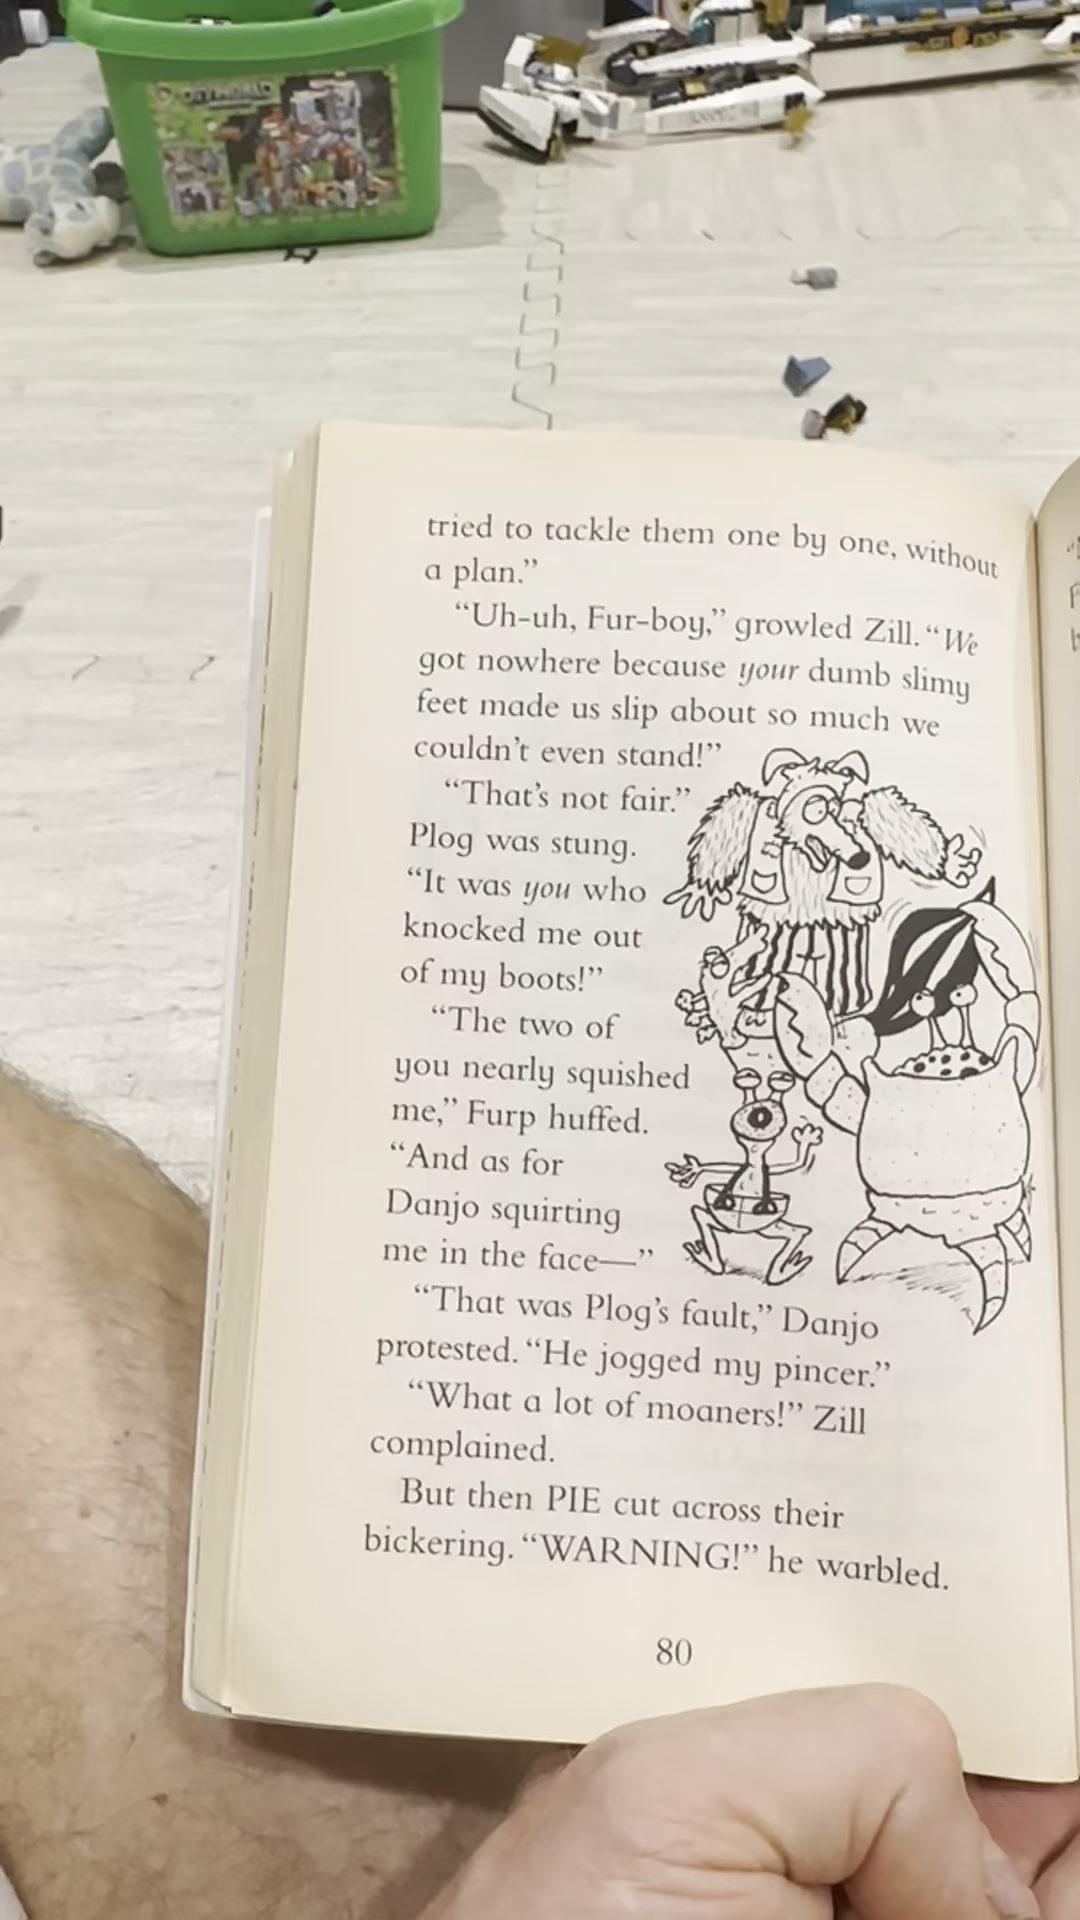 tried to tackle them one by one, without
a plan.”
“Uh-uh, Fur-boy,” growled Zill. “We
got nowhere because your dumb slimy
feet made us slip about so much we
couldn’t even stand!”
“That’s not fair.”
Plog was stung.
“It was you who
knocked me out
of my boots!”
“The two of
you nearly squished
me,” Furp huffed.
“And as for
Danjo squirting
me in the face—”
“That was Plog’s fault,” Danjo
protested. “He jogged my pincer.”
“What a lot of moaners!” Zill
complained.
But then PIE cut across their
bickering. “WARNING!” he warbled.
80